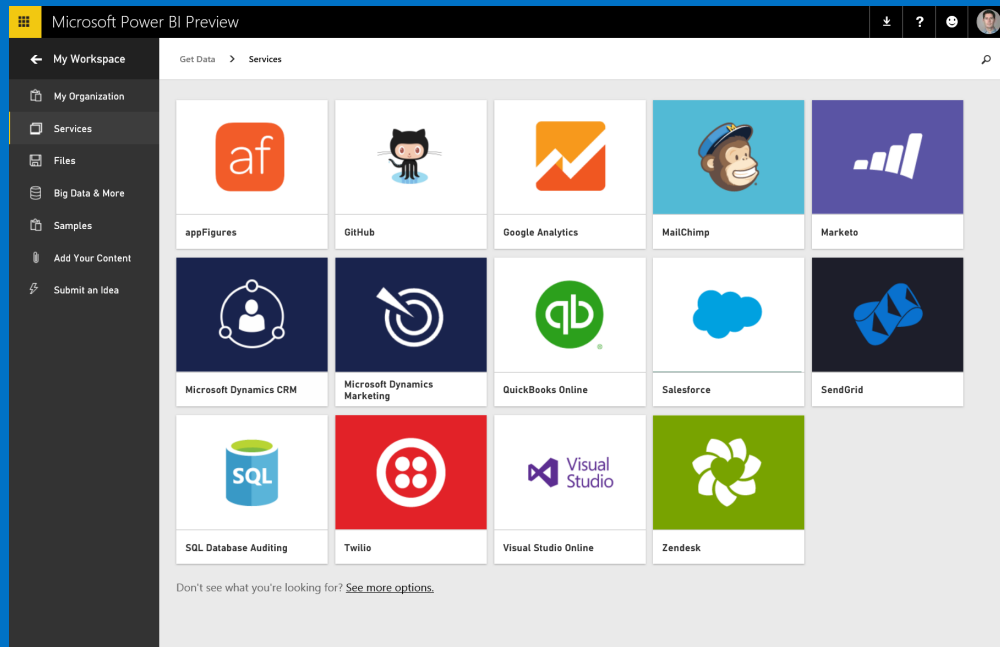 Microsoft Power BI Preview
?
My Workspace
Get Data > Services
My Organization
Services
Files
Big Data & More
Samples
Add Your Content
Submit an Idea
af
appFigures
GitHub
Google Analytics
MailChimp
Marketo
Microsoft Dynamics CRM
Microsoft Dynamics
Marketing
qb
QuickBooks Online
Salesforce
SendGrid
SQL
SQL Database Auditing
Twilio
Visual
Studio
Visual Studio Online
Zendesk
Don't see what you're looking for? See more options.